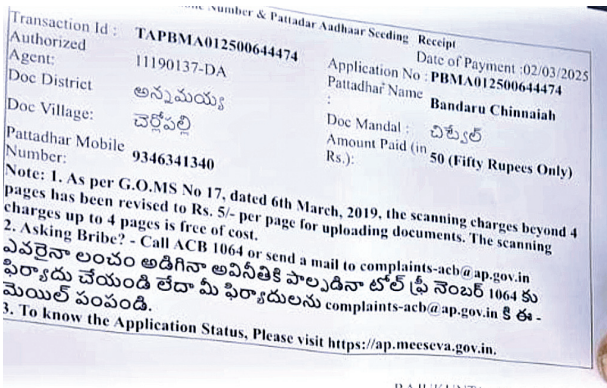 Number & Pattadar Aadhaar Seeding Receipt
Date of Payment :02/03/2025
Transaction Id : TAPBMA012500644474
Application No : PBMA012500644474
Authorized Agent: 11190137-DA
Pattadhar Name : Bandaru Chinnaiah
Doc District అన్నమయ్య
Doc Mandal : చిట్వేల్
Doc Village: చెర్లోపల్లి
Amount Paid (in Rs.): 50 (Fifty Rupees Only)
Pattadhar Mobile Number: 9346341340
Note: 1. As per G.O.MS No 17, dated 6th March, 2019, the scanning charges beyond 4
pages has been revised to Rs. 5/- per page for uploading documents. The scanning
charges up to 4 pages is free of cost.
2. Asking Bribe? - Call ACB 1064 or send a mail to complaints-acb@ap.gov.in
ఎవరైనా లంచం అడిగినా అవినీతికి పాల్పడినా టోల్ ఫ్రీ నెంబర్ 1064 కు
ఫిర్యాదు చేయండి లేదా మీ ఫిర్యాదులను complaints-acb@ap.gov.in కి ఈ -
మెయిల్ పంపండి.
3. To know the Application Status, Please visit https://ap.meeseva.gov.in.